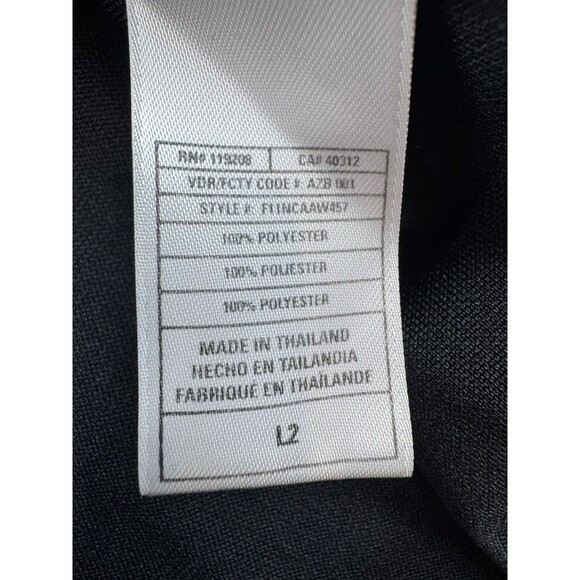 RN# 119208 CA# 40312
VDR/FCTY CODE #: AZB 001
STYLE #: F11NCAAW457
100% POLYESTER
100% POLIESTER
100% POLYESTER
MADE IN THAILAND
HECHO EN TAILANDIA
FABRIQUÉ EN THAÏLANDE
L2